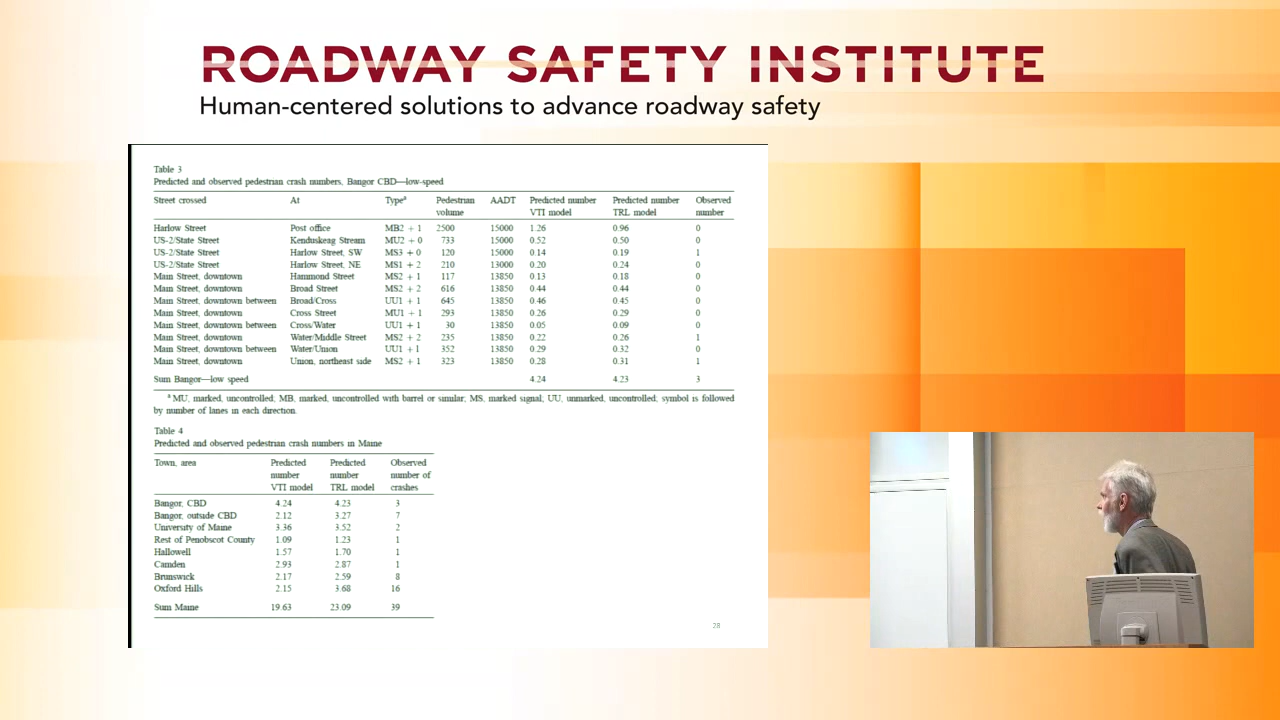 ROADWAY SAFETY INSTITUTE
Human-centered solutions to advance roadway safety
Table 3
Predicted and observed pedestrian crash numbers, Bangor CBD—low-speed
Street crossed At Typeᵃ Pedestrian volume AADT Predicted number VTI model Predicted number TRL model Observed number
Harlow Street Post office MB2 + 1 2500 15000 1.26 0.96 0
US-2/State Street Kenduskeag Stream MU2 + 0 733 15000 0.52 0.50 0
US-2/State Street Harlow Street, SW MS3 + 0 120 15000 0.14 0.19 1
US-2/State Street Harlow Street, NE MS1 + 2 210 13000 0.20 0.24 0
Main Street, downtown Hammond Street MS2 + 1 117 13850 0.13 0.18 0
Main Street, downtown Broad Street MS2 + 2 616 13850 0.44 0.44 0
Main Street, downtown between Broad/Cross UU1 + 1 645 13850 0.46 0.45 0
Main Street, downtown Cross Street MU1 + 1 293 13850 0.26 0.29 0
Main Street, downtown between Cross/Water UU1 + 1 30 13850 0.05 0.09 0
Main Street, downtown Water/Middle Street MS2 + 2 235 13850 0.22 0.26 1
Main Street, downtown between Water/Union UU1 + 1 352 13850 0.29 0.32 0
Main Street, downtown Union, northeast side MS2 + 1 323 13850 0.28 0.31 1
Sum Bangor—low speed 4.24 4.23 3
ᵃ MU, marked, uncontrolled; MB, marked, uncontrolled with barrel or similar; MS, marked signal, UU, unmarked, uncontrolled; symbol is followed
by number of lanes in each direction.
Table 4
Predicted and observed pedestrian crash numbers in Maine
Town, area Predicted number VTI model Predicted number TRL model Observed number of crashes
Bangor, CBD 4.24 4.23 3
Bangor, outside CBD 2.12 3.27 7
University of Maine 3.36 3.52 2
Rest of Penobscot County 1.09 1.23 1
Hallowell 1.57 1.70 1
Camden 2.93 2.87 1
Brunswick 2.17 2.59 8
Oxford Hills 2.15 3.68 16
Sum Maine 19.63 23.09 39
28